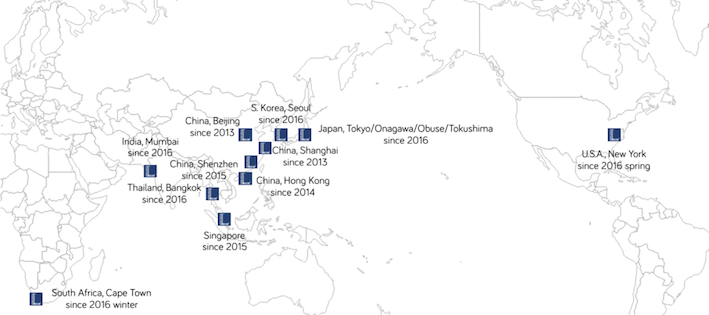 S. Korea, Seoul
since 2016
China, Beijing
since 2013
Japan, Tokyo/Onagawa/Obuse/Tokushima
since 2016
India, Mumbai
since 2016
China, Shanghai
since 2013
U.S.A., New York
since 2016 spring
China, Shenzhen
since 2015
China, Hong Kong
since 2014
Thailand, Bangkok
since 2016
Singapore
since 2015
South Africa, Cape Town
since 2016 winter